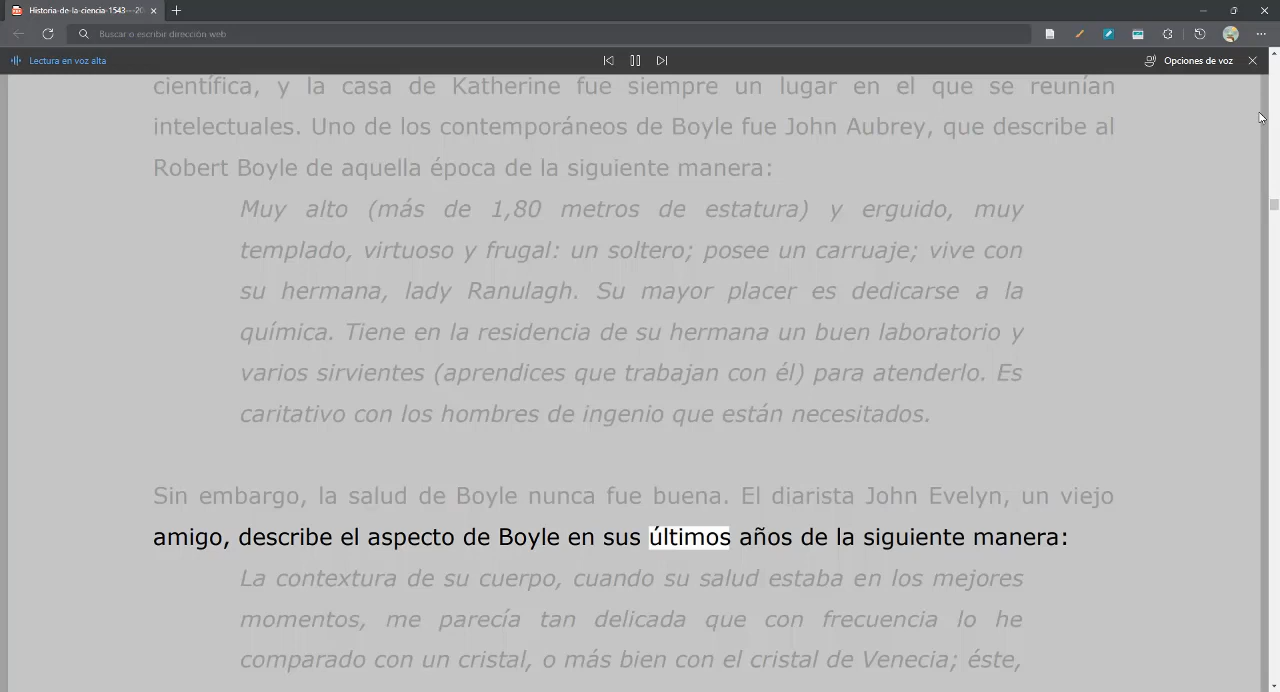 Historia-de-la-ciencia-1543---20
Buscar o escribir dirección web
Lectura en voz alta
Opciones de voz
científica, y la casa de Katherine fue siempre un lugar en el que se reunían
intelectuales. Uno de los contemporáneos de Boyle fue John Aubrey, que describe al
Robert Boyle de aquella época de la siguiente manera:
Muy alto (más de 1,80 metros de estatura) y erguido, muy
templado, virtuoso y frugal: un soltero; posee un carruaje; vive con
su hermana, lady Ranulagh. Su mayor placer es dedicarse a la
química. Tiene en la residencia de su hermana un buen laboratorio y
varios sirvientes (aprendices que trabajan con él) para atenderlo. Es
caritativo con los hombres de ingenio que están necesitados.
Sin embargo, la salud de Boyle nunca fue buena. El diarista John Evelyn, un viejo
amigo, describe el aspecto de Boyle en sus últimos años de la siguiente manera:
La contextura de su cuerpo, cuando su salud estaba en los mejores
momentos, me parecía tan delicada que con frecuencia lo he
comparado con un cristal, o más bien con el cristal de Venecia; éste,